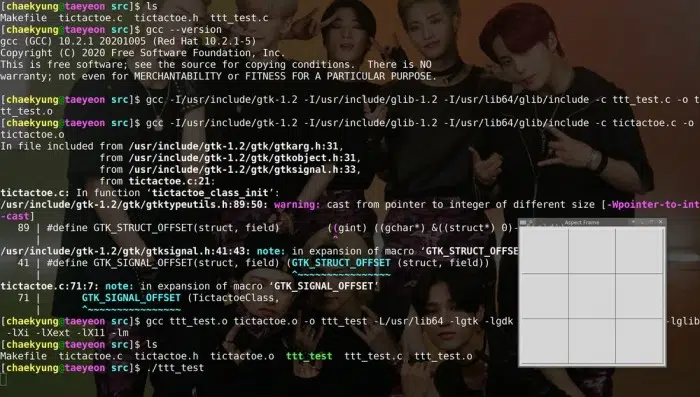 [chaekyung@taeyeon src]$ ls
Makefile  tictactoe.c  tictactoe.h  ttt_test.c
[chaekyung@taeyeon src]$ gcc --version
gcc (GCC) 10.2.1 20201005 (Red Hat 10.2.1-5)
Copyright (C) 2020 Free Software Foundation, Inc.
This is free software; see the source for copying conditions.  There is NO
warranty; not even for MERCHANTABILITY or FITNESS FOR A PARTICULAR PURPOSE.
[chaekyung@taeyeon src]$ gcc -I/usr/include/gtk-1.2 -I/usr/include/glib-1.2 -I/usr/lib64/glib/include -c ttt_test.c -o t
tt_test.o
[chaekyung@taeyeon src]$ gcc -I/usr/include/gtk-1.2 -I/usr/include/glib-1.2 -I/usr/lib64/glib/include -c tictactoe.c -o
tictactoe.o
In file included from /usr/include/gtk-1.2/gtk/gtkarg.h:31,
from /usr/include/gtk-1.2/gtk/gtkobject.h:31,
from /usr/include/gtk-1.2/gtk/gtksignal.h:33,
from tictactoe.c:21:
tictactoe.c: In function ‘tictactoe_class_init’:
/usr/include/gtk-1.2/gtk/gtktypeutils.h:89:50: warning: cast from pointer to integer of different size [-Wpointer-to-int
-cast]
89 | #define GTK_STRUCT_OFFSET(struct, field)        ((gint) ((gchar*) &((struct*) 0)-
|                                                  ^
/usr/include/gtk-1.2/gtk/gtksignal.h:41:43: note: in expansion of macro ‘GTK_STRUCT_OFFSE
41 | #define GTK_SIGNAL_OFFSET(struct, field) (GTK_STRUCT_OFFSET (struct, field))
|                                           ^~~~~~~~~~~~~~~~~
tictactoe.c:71:7: note: in expansion of macro ‘GTK_SIGNAL_OFFSET’
71 |       GTK_SIGNAL_OFFSET (TictactoeClass,
|       ^~~~~~~~~~~~~~~~~
[chaekyung@taeyeon src]$ gcc ttt_test.o tictactoe.o -o ttt_test -L/usr/lib64 -lgtk -lgdk -lglib
-lXi -lXext -lX11 -lm
[chaekyung@taeyeon src]$ ls
Makefile  tictactoe.c  tictactoe.h  tictactoe.o  ttt_test  ttt_test.c  ttt_test.o
[chaekyung@taeyeon src]$ ./ttt_test
Aspect Frame